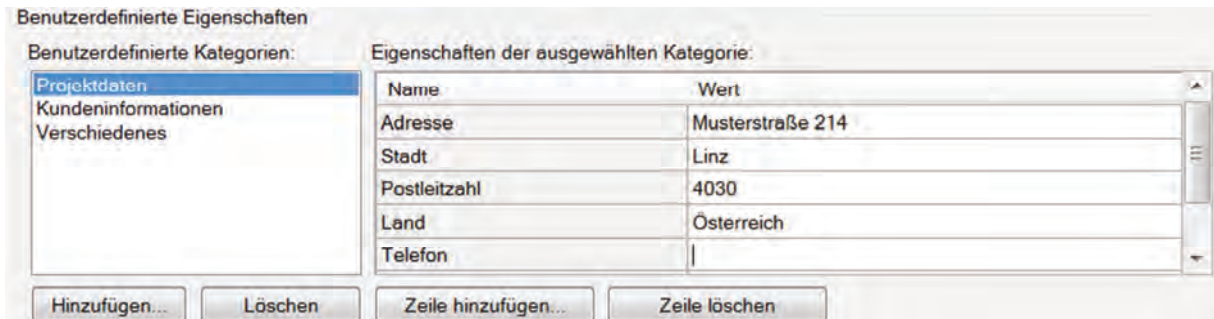 Benutzerdefinierte Eigenschaften
Benutzerdefinierte Kategorien:
Projektdaten
Kundeninformationen
Verschiedenes
Eigenschaften der ausgewählten Kategorie:
Name Wert
Adresse Musterstraße 214
Stadt Linz
Postleitzahl 4030
Land Österreich
Telefon
Hinzufügen... Löschen Zeile hinzufügen... Zeile löschen